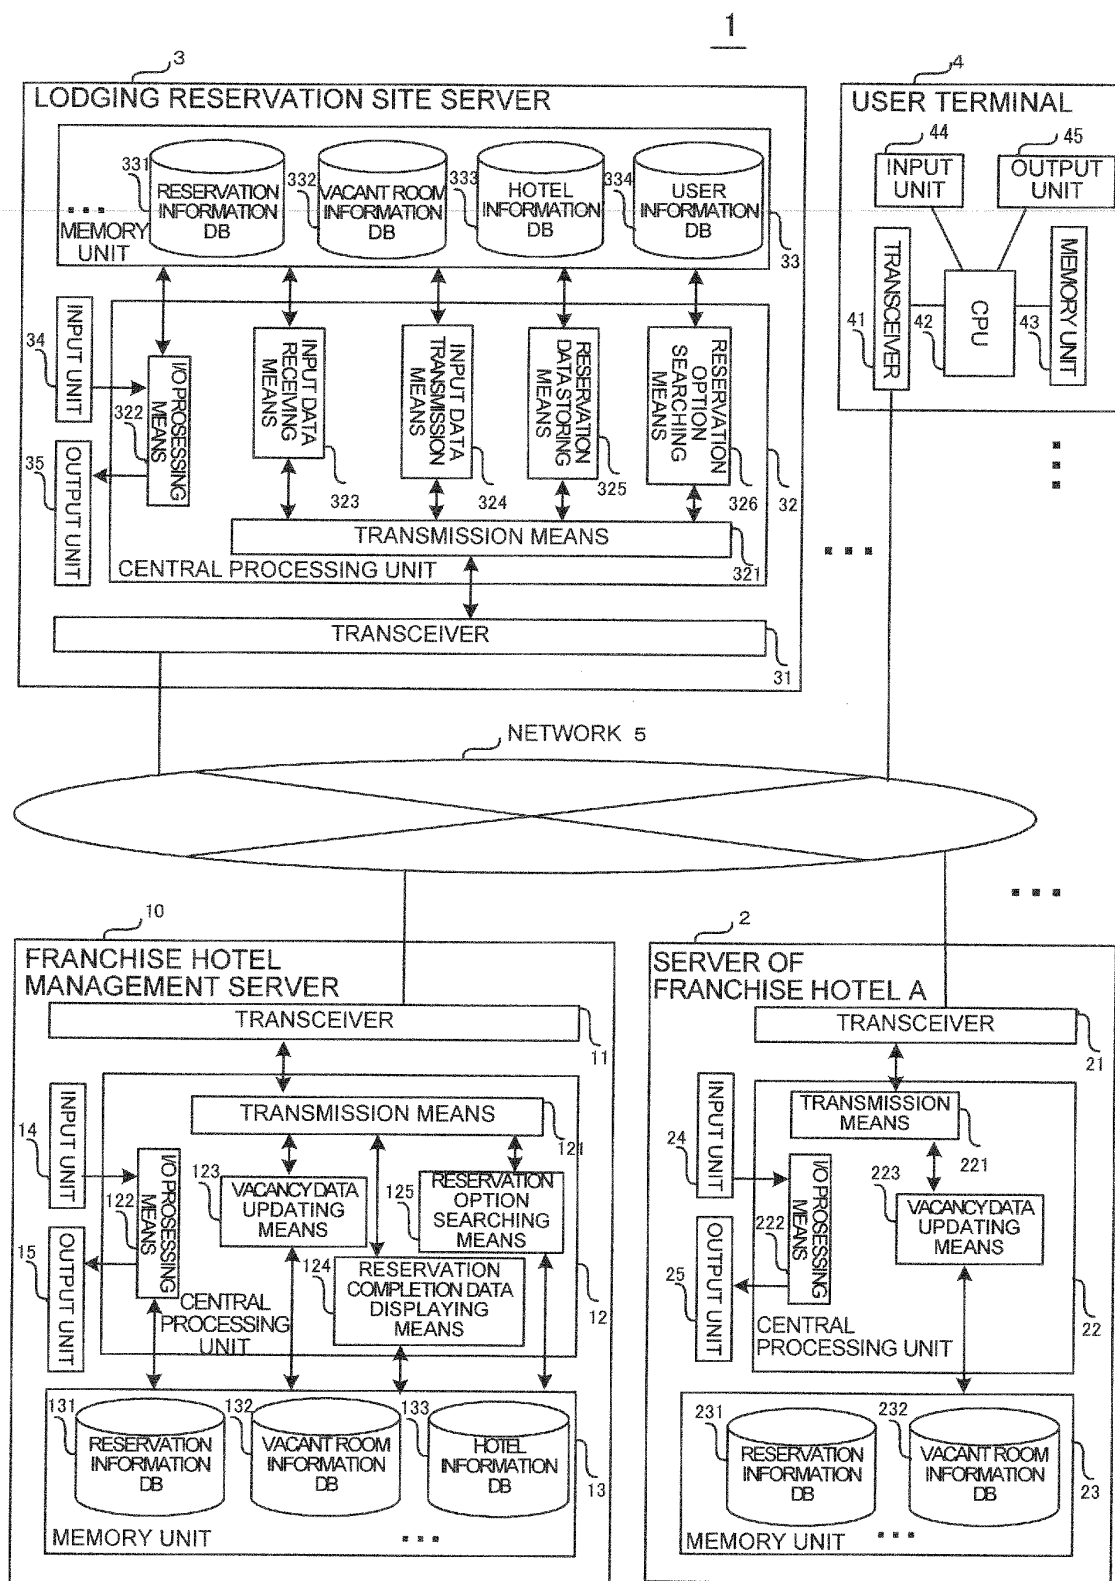 1
3
LODGING RESERVATION SITE SERVER
331
RESERVATION
INFORMATION
DB
332
VACANT ROOM
INFORMATION
DB
333
HOTEL
INFORMATION
DB
334
USER
INFORMATION
DB
MEMORY
UNIT
33
34
INPUT UNIT
35
OUTPUT UNIT
322
I/O PROSESSING
MEANS
INPUT DATA
RECEIVING
MEANS
323
INPUT DATA
TRANSMISSION
MEANS
324
RESERVATION
DATA STORING
MEANS
325
RESERVATION
OPTION
SEARCHING
MEANS
326
32
TRANSMISSION MEANS
321
CENTRAL PROCESSING UNIT
TRANSCEIVER
31
4
USER TERMINAL
44
INPUT
UNIT
45
OUTPUT
UNIT
41
TRANSCEIVER
42
CPU
43
MEMORY UNIT
NETWORK 5
10
FRANCHISE HOTEL
MANAGEMENT SERVER
TRANSCEIVER
11
14
INPUT UNIT
15
OUTPUT UNIT
TRANSMISSION MEANS
121
122
I/O PROSESSING
MEANS
123
VACANCY DATA
UPDATING
MEANS
125
RESERVATION
OPTION
SEARCHING
MEANS
124
RESERVATION
COMPLETION DATA
DISPLAYING
MEANS
12
CENTRAL
PROCESSING
UNIT
131
RESERVATION
INFORMATION
DB
132
VACANT ROOM
INFORMATION
DB
133
HOTEL
INFORMATION
DB
13
MEMORY UNIT
2
SERVER OF
FRANCHISE HOTEL A
TRANSCEIVER
21
24
INPUT UNIT
25
OUTPUT UNIT
TRANSMISSION
MEANS
221
222
I/O PROSESSING
MEANS
223
VACANCY DATA
UPDATING
MEANS
22
CENTRAL
PROCESSING UNIT
231
RESERVATION
INFORMATION
DB
232
VACANT ROOM
INFORMATION
DB
23
MEMORY UNIT